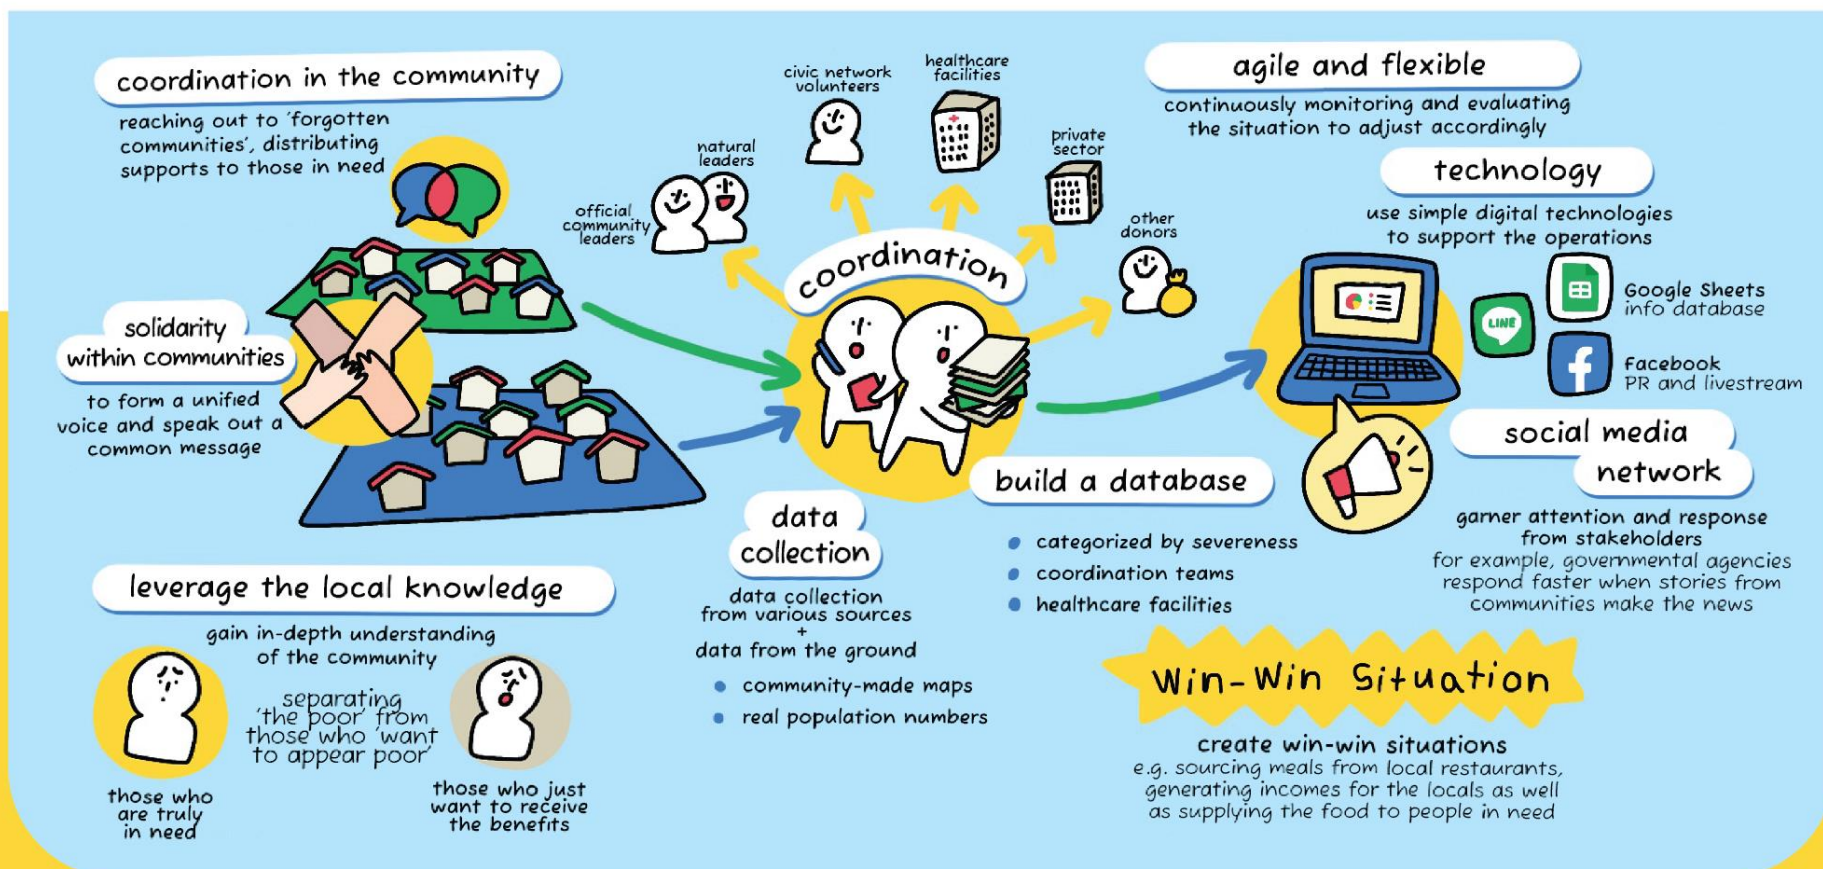 coordination in the community
reaching out to 'forgotten
communities', distributing
supports to those in need
solidarity
within communities
to form a unified
voice and speak out a
common message
leverage the local knowledge
gain in-depth understanding
of the community
separating
'the poor' from
those who 'want
to appear poor'
those who
are truly
in need
those who just
want to receive
the benefits
official
community
leaders
natural
leaders
civic network
volunteers
healthcare
facilities
private
sector
other
donors
coordination
data
collection
data collection
from various sources
+
data from the ground
community-made maps
real population numbers
build a database
categorized by severeness
coordination teams
healthcare facilities
agile and flexible
continuously monitoring and evaluating
the situation to adjust accordingly
technology
use simple digital technologies
to support the operations
LINE
Google Sheets
info database
f
Facebook
PR and livestream
social media
network
garner attention and response
from stakeholders
for example, governmental agencies
respond faster when stories from
communities make the news
Win-Win Situation
create win-win situations
e.g. sourcing meals from local restaurants,
generating incomes for the locals as well
as supplying the food to people in need